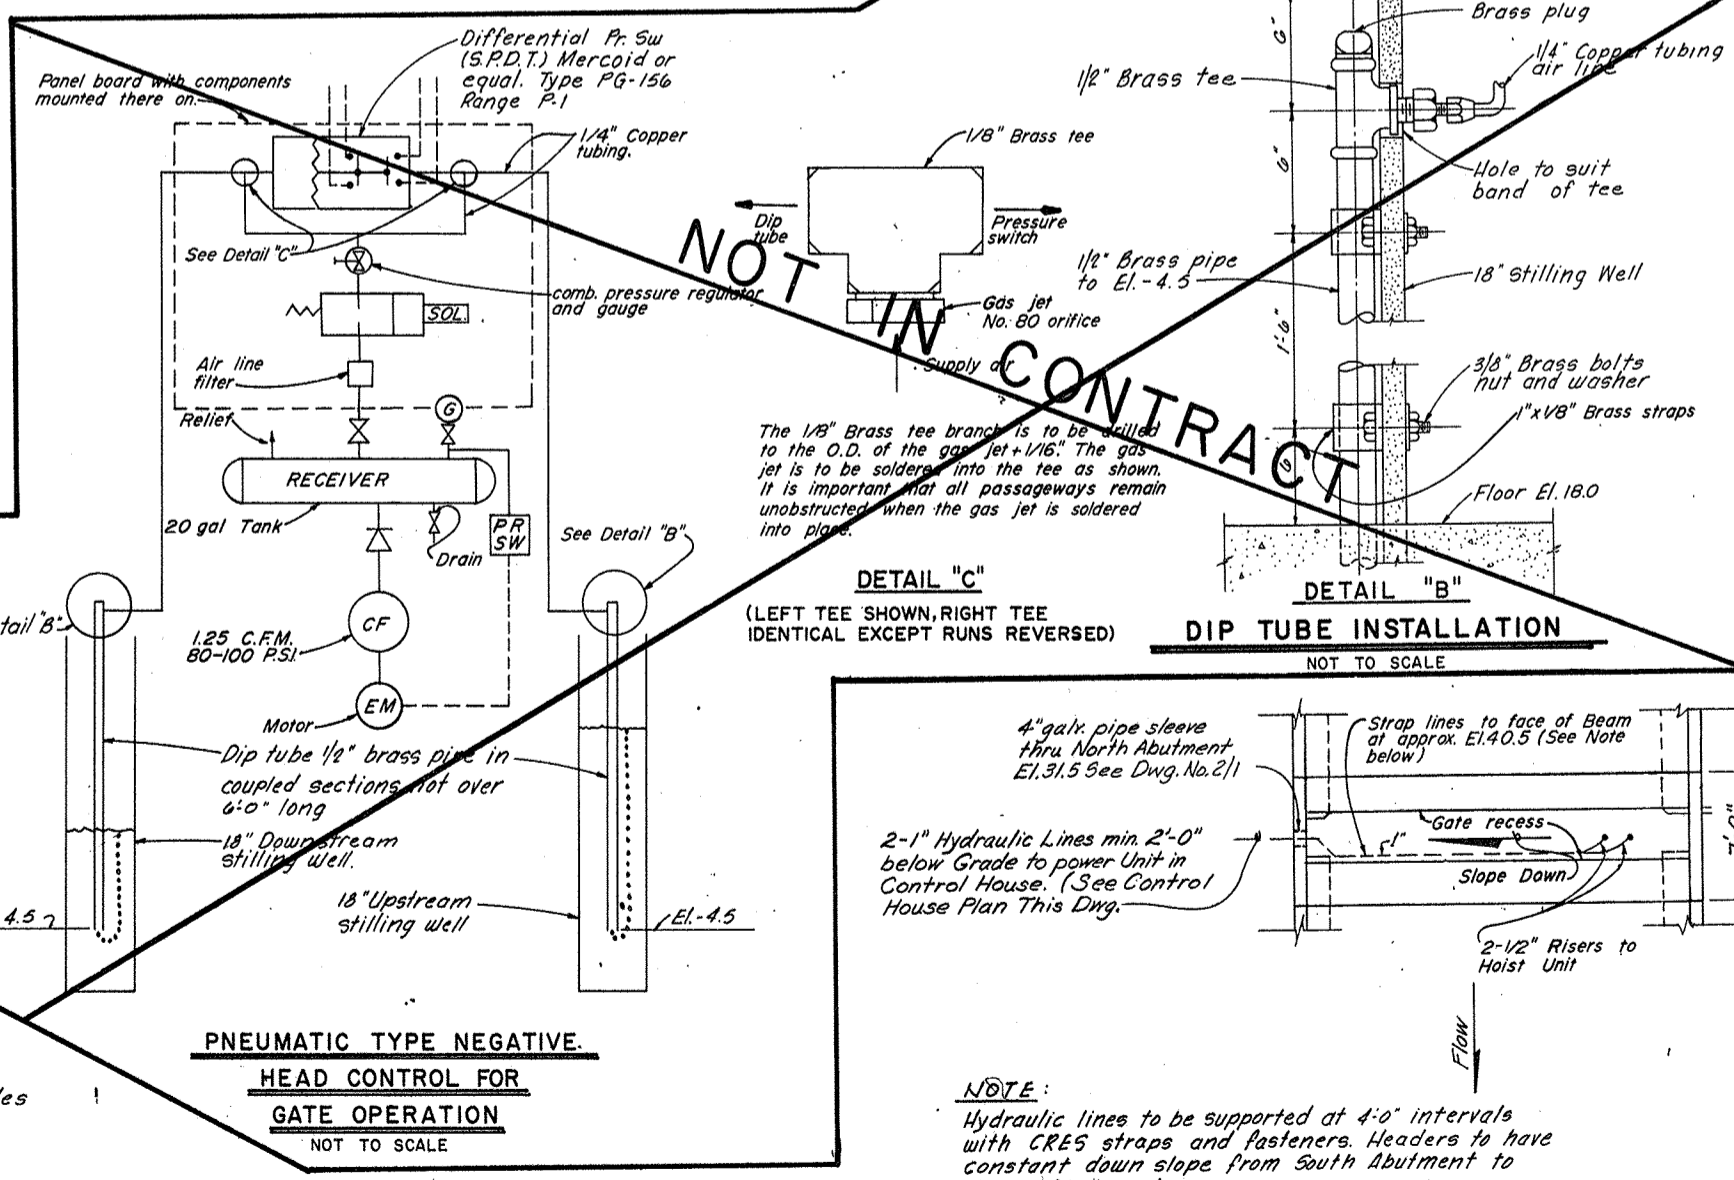 Differential Pr. Sw
(S.P.D.T.) Mercoid or
equal. Type PG-156
Range P-1
Panel board with components
mounted there on.
1/4" Copper
tubing.
See Detail "C"
comb. pressure regulator
and gauge
SOL.
Air line
filter
G
Relief
RECEIVER
20 gal Tank
PR
SW
Drain
See Detail "B"
tail "B"
CF
1.25 C.F.M.
80-100 P.S.I.
EM
Motor
Dip tube 1/2" brass pipe in
coupled sections not over
6'-0" long
18" Downstream
stilling well.
18" Upstream
stilling well
4.5
El.-4.5
PNEUMATIC TYPE NEGATIVE
HEAD CONTROL FOR
GATE OPERATION
NOT TO SCALE
1/8" Brass tee
Dip
tube
Pressure
switch
Gas jet
No. 80 orifice
Supply air
NOT IN CONTRACT
The 1/8" Brass tee branch is to be drilled
to the O.D. of the gas jet + 1/16". The gas
jet is to be soldered into the tee as shown.
It is important that all passageways remain
unobstructed when the gas jet is soldered
into place.
DETAIL "C"
(LEFT TEE SHOWN, RIGHT TEE
IDENTICAL EXCEPT RUNS REVERSED)
Brass plug
1/4" Copper tubing
air line
1/2" Brass tee
6"
6"
Hole to suit
band of tee
1/2" Brass pipe
to El. -4.5
18" Stilling Well
1'-6"
3/8" Brass bolts
nut and washer
1" x 1/8" Brass straps
6"
Floor El. 18.0
DETAIL "B"
DIP TUBE INSTALLATION
NOT TO SCALE
4" galv. pipe sleeve
thru North Abutment
El.31.5 See Dwg. No. 2/1
Strap lines to face of Beam
at approx. El.40.5 (See Note
below)
Gate recess
1"
Slope Down
7'-0"
2-1" Hydraulic Lines min. 2'-0"
below Grade to power Unit in
Control House. (See Control
House Plan This Dwg.
2-1/2" Risers to
Hoist Unit
Flow
NOTE:
Hydraulic lines to be supported at 4'-0" intervals
with CRES straps and fasteners. Headers to have
constant down slope from South Abutment to